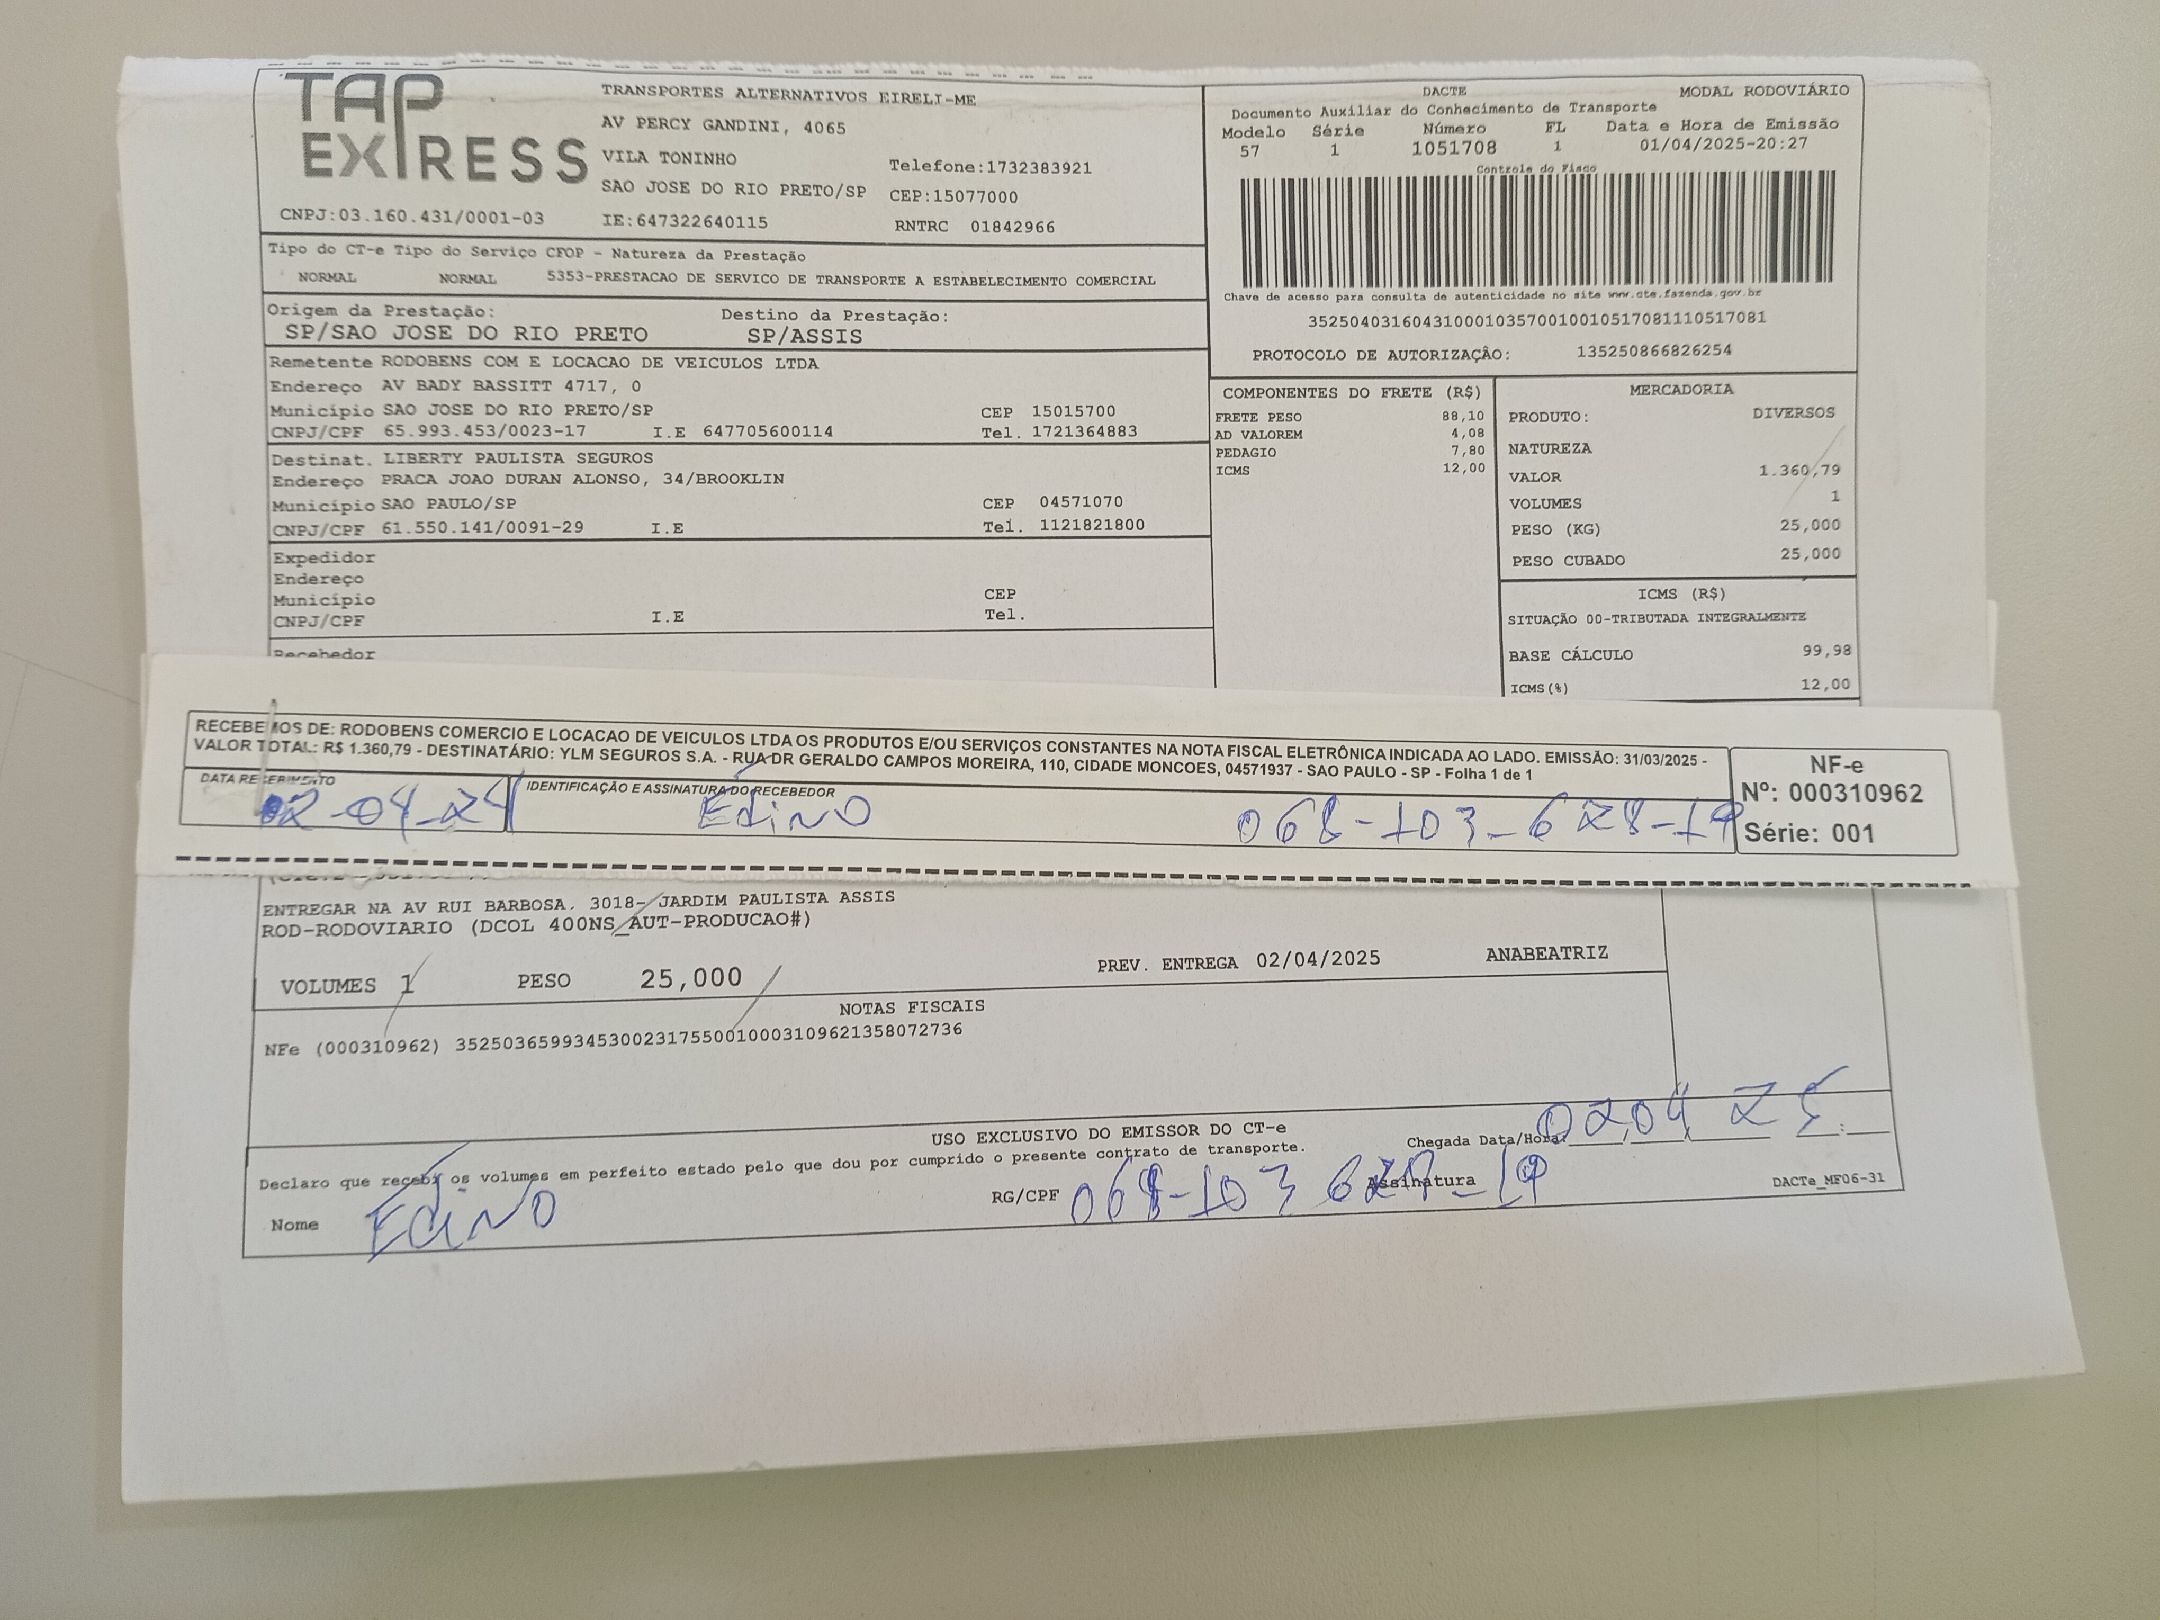 TAP EXPRESS
TRANSPORTES ALTERNATIVOS EIRELI-ME
AV PERCY GANDINI, 4065
VILA TONINHO
Telefone:1732383921
SAO JOSE DO RIO PRETO/SP CEP:15077000
CNPJ:03.160.431/0001-03 IE:647322640115 RNTRC 01842966
DACTE MODAL RODOVIÁRIO
Documento Auxiliar do Conhecimento de Transporte
Modelo Série Número FL Data e Hora de Emissão
57 1 1051708 1 01/04/2025-20:27
Controle do Fisco
Chave de acesso para consulta de autenticidade no site www.cte.fazenda.gov.br
35250403160431000103570010010517081110517081
PROTOCOLO DE AUTORIZAÇÃO: 135250866826254
Tipo do CT-e Tipo do Serviço CFOP - Natureza da Prestação
NORMAL NORMAL 5353-PRESTACAO DE SERVICO DE TRANSPORTE A ESTABELECIMENTO COMERCIAL
Origem da Prestação: Destino da Prestação:
SP/SAO JOSE DO RIO PRETO SP/ASSIS
Remetente RODOBENS COM E LOCACAO DE VEICULOS LTDA
Endereço AV BADY BASSITT 4717, 0
Município SAO JOSE DO RIO PRETO/SP CEP 15015700
CNPJ/CPF 65.993.453/0023-17 I.E 647705600114 Tel. 1721364883
Destinat. LIBERTY PAULISTA SEGUROS
Endereço PRACA JOAO DURAN ALONSO, 34/BROOKLIN
Município SAO PAULO/SP CEP 04571070
CNPJ/CPF 61.550.141/0091-29 I.E Tel. 1121821800
Expedidor
Endereço
Município CEP
CNPJ/CPF I.E Tel.
Recebedor
COMPONENTES DO FRETE (R$)
FRETE PESO 88,10
AD VALOREM 4,08
PEDAGIO 7,80
ICMS 12,00
MERCADORIA
PRODUTO: DIVERSOS
NATUREZA
VALOR 1.360,79
VOLUMES 1
PESO (KG) 25,000
PESO CUBADO 25,000
ICMS (R$)
SITUAÇÃO 00-TRIBUTADA INTEGRALMENTE
BASE CÁLCULO 99,98
ICMS(%) 12,00
RECEBEMOS DE: RODOBENS COMERCIO E LOCACAO DE VEICULOS LTDA OS PRODUTOS E/OU SERVIÇOS CONSTANTES NA NOTA FISCAL ELETRÔNICA INDICADA AO LADO. EMISSÃO: 31/03/2025 -
VALOR TOTAL: R$ 1.360,79 - DESTINATÁRIO: YLM SEGUROS S.A. - RUA DR GERALDO CAMPOS MOREIRA, 110, CIDADE MONCOES, 04571937 - SAO PAULO - SP - Folha 1 de 1
DATA RECEBIMENTO IDENTIFICAÇÃO E ASSINATURA DO RECEBEDOR
02-04-24 Edino 068-103-628-19
NF-e
Nº: 000310962
Série: 001
ENTREGAR NA AV RUI BARBOSA, 3018- JARDIM PAULISTA ASSIS
ROD-RODOVIARIO (DCOL 400NS_AUT-PRODUCAO#)
VOLUMES 1 PESO 25,000 PREV. ENTREGA 02/04/2025 ANABEATRIZ
NOTAS FISCAIS
NFe (000310962) 35250365993453002317550010003109621358072736
USO EXCLUSIVO DO EMISSOR DO CT-e
Chegada Data/Hora: 02 04 25
Declaro que recebi os volumes em perfeito estado pelo que dou por cumprido o presente contrato de transporte.
Nome Edino RG/CPF 068-103 628-19 Assinatura DACTe_MF06-31